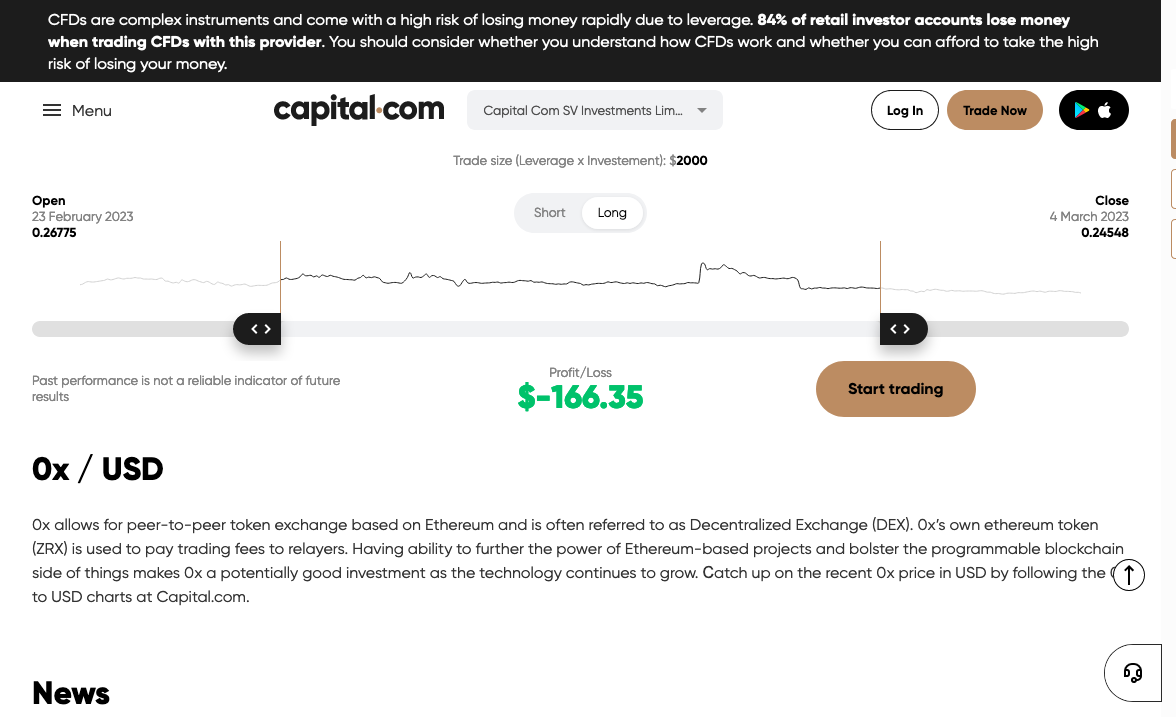 CFDs are complex instruments and come with a high risk of losing money rapidly due to leverage. 84% of retail investor accounts lose money
when trading CFDs with this provider. You should consider whether you understand how CFDs work and whether you can afford to take the high
risk of losing your money.
Menu
capital.com
Capital Com SV Investments Lim...
Log In
Trade Now
Trade size (Leverage x Investement): $2000
Open
23 February 2023
0.26775
Short
Long
Close
4 March 2023
0.24548
Past performance is not a reliable indicator of future
results
Profit/Loss
$-166.35
Start trading
0x / USD
0x allows for peer-to-peer token exchange based on Ethereum and is often referred to as Decentralized Exchange (DEX). 0x’s own ethereum token
(ZRX) is used to pay trading fees to relayers. Having ability to further the power of Ethereum-based projects and bolster the programmable blockchain
side of things makes 0x a potentially good investment as the technology continues to grow. Catch up on the recent 0x price in USD by following the
to USD charts at Capital.com.
News